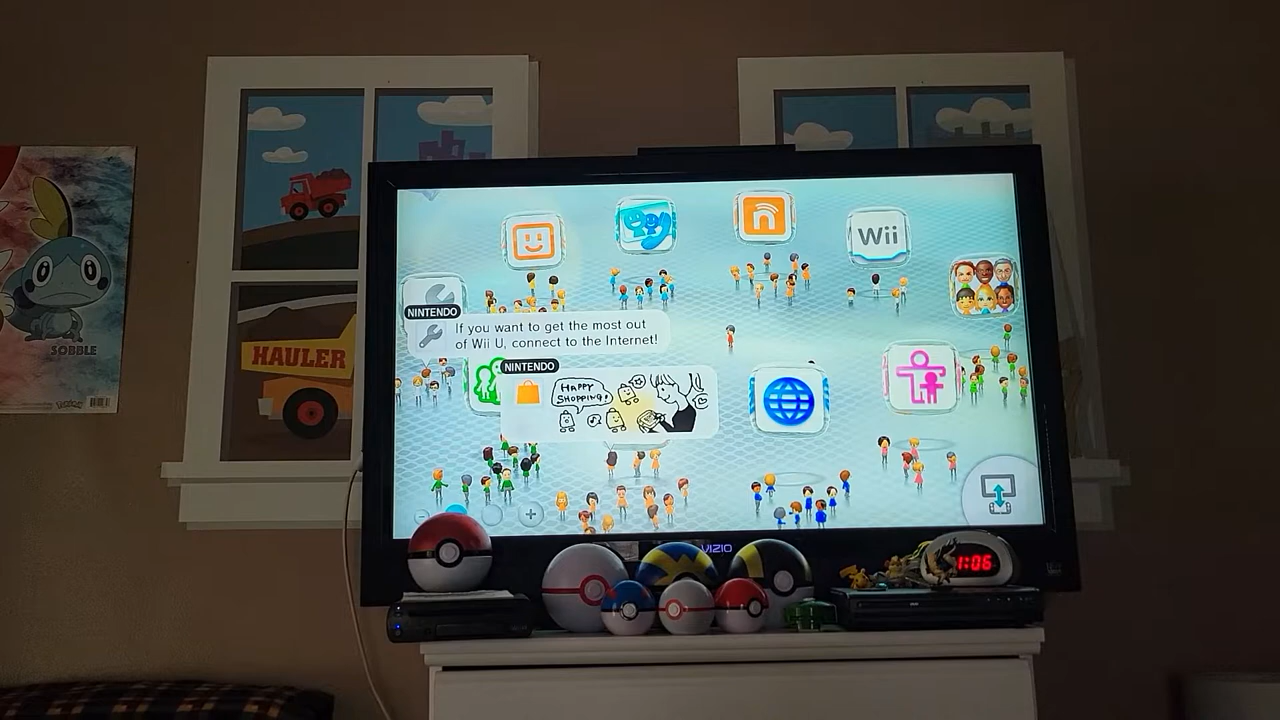 Wii
NINTENDO
If you want to get the most out
of Wii U, connect to the Internet!
NINTENDO
HAPPY
SHOPPING!
HAULER
SOBBLE
VIZIO
1:06